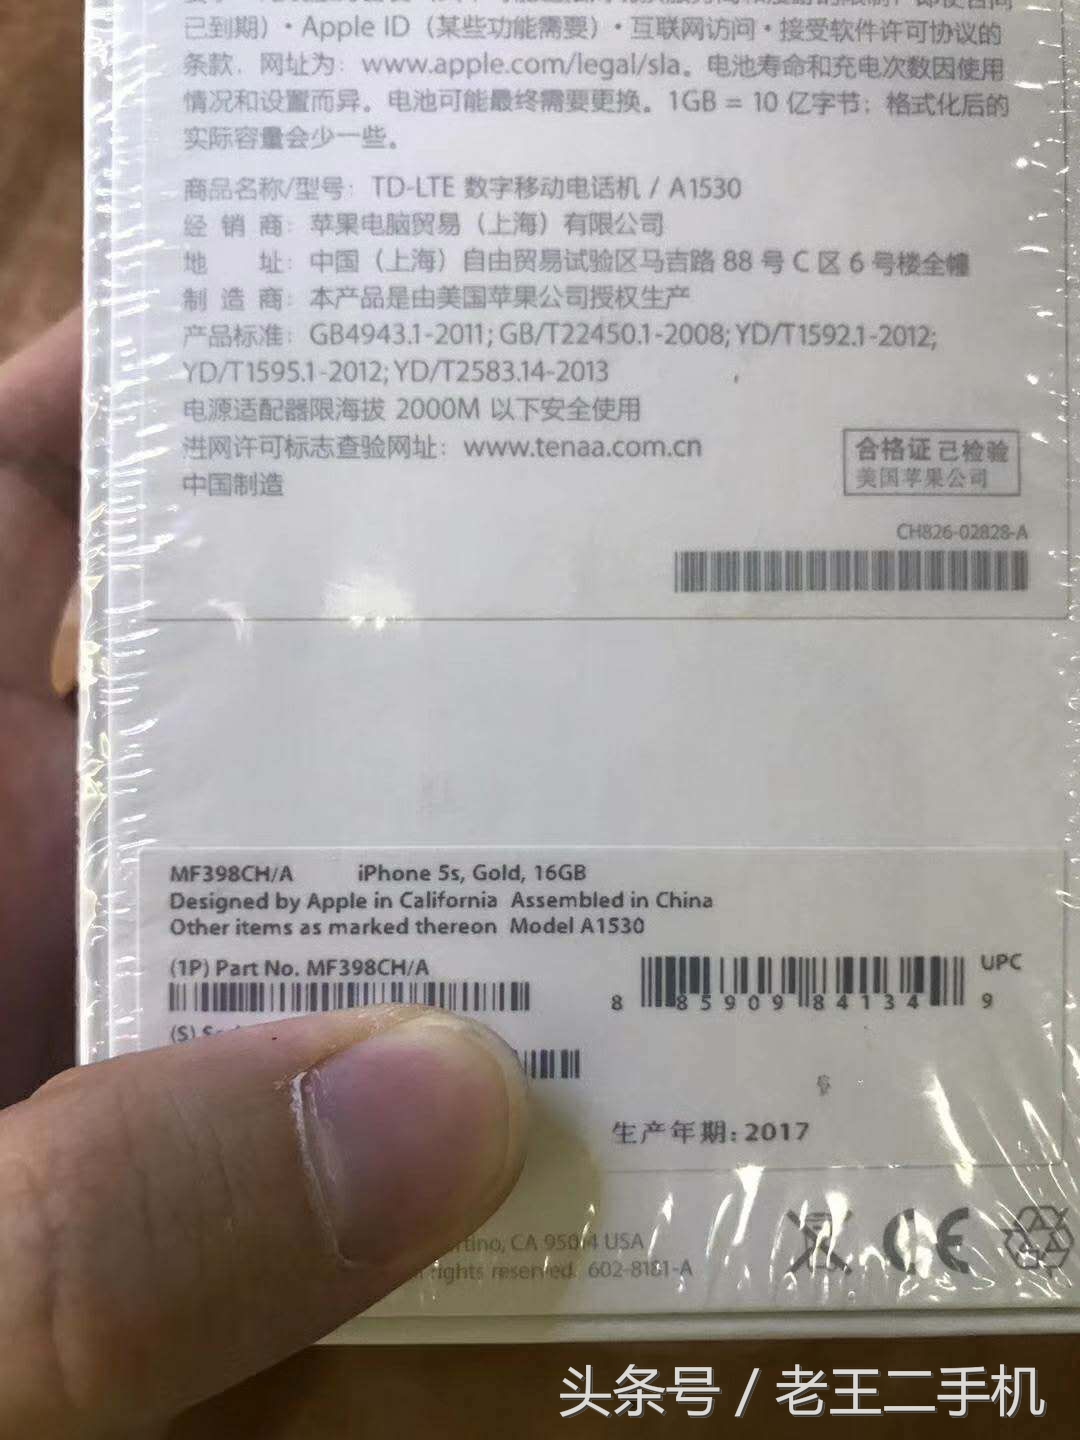 已到期）·Apple ID（某些功能需要）·互联网访问·接受软件许可协议的
条款，网址为：www.apple.com/legal/sla。电池寿命和充电次数因使用
情况和设置而异。电池可能最终需要更换。1GB = 10 亿字节；格式化后的
实际容量会少一些。
商品名称/型号：TD-LTE 数字移动电话机 / A1530
经 销 商：苹果电脑贸易（上海）有限公司
地 址：中国（上海）自由贸易试验区马吉路 88 号 C 区 6 号楼全幢
制 造 商：本产品是由美国苹果公司授权生产
产品标准：GB4943.1-2011; GB/T22450.1-2008; YD/T1592.1-2012;
YD/T1595.1-2012; YD/T2583.14-2013
电源适配器限海拔 2000M 以下安全使用
进网许可标志查验网址：www.tenaa.com.cn
中国制造
合格证 已检验
美国苹果公司
CH826-02828-A
MF398CH/A iPhone 5s, Gold, 16GB
Designed by Apple in California Assembled in China
Other items as marked thereon Model A1530
(1P) Part No. MF398CH/A
UPC
8 85909 84134 9
(S)
生产年期: 2017
CA 95014 USA
rights reserved. 602-8181-A
CE
头条号 / 老王二手机